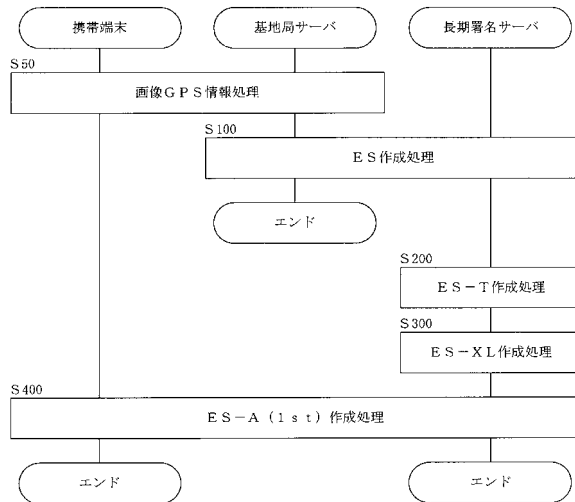 携帯端末
基地局サーバ
長期署名サーバ
S50
画像GPS情報処理
S100
ES作成処理
エンド
S200
ES-T作成処理
S300
ES-XL作成処理
S400
ES-A(1st)作成処理
エンド
エンド